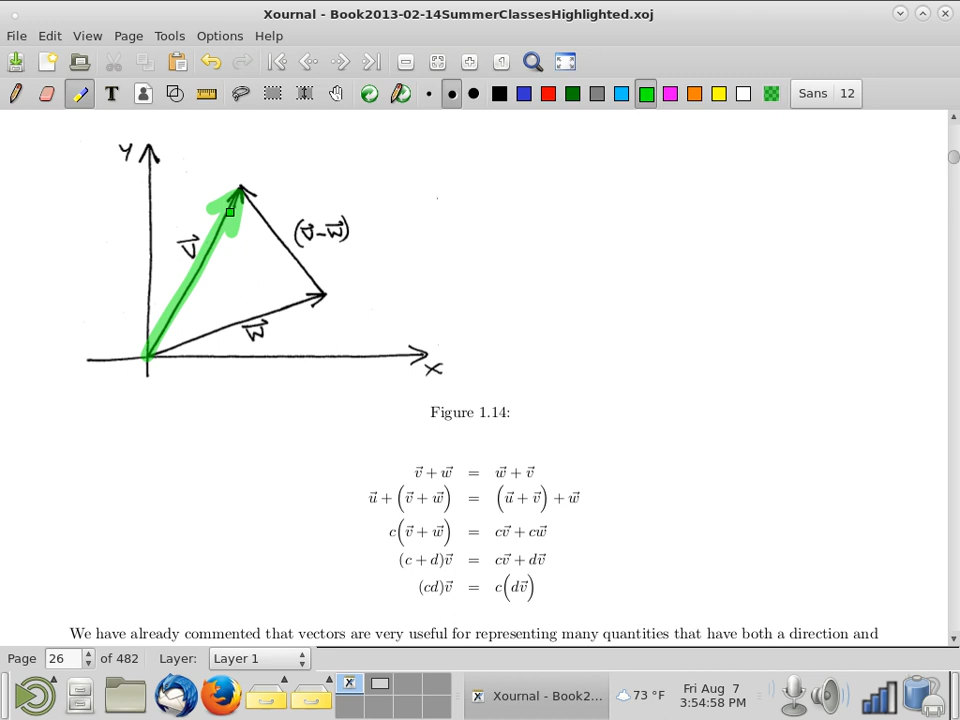 Xournal - Book2013-02-14SummerClassesHighlighted.xoj
File Edit View Page Tools Options Help
T Sans 12
Y
(v⃗-w⃗)
v⃗
w⃗
X
Figure 1.14:
v⃗ + w⃗ = w⃗ + v⃗
u⃗ + (v⃗ + w⃗) = (u⃗ + v⃗) + w⃗
c(v⃗ + w⃗) = cv⃗ + cw⃗
(c + d)v⃗ = cv⃗ + dv⃗
(cd)v⃗ = c(dv⃗)
We have already commented that vectors are very useful for representing many quantities that have both a direction and
Page 26 of 482 Layer: Layer 1
Xournal - Book2... 73 °F Fri Aug 7
3:54:58 PM